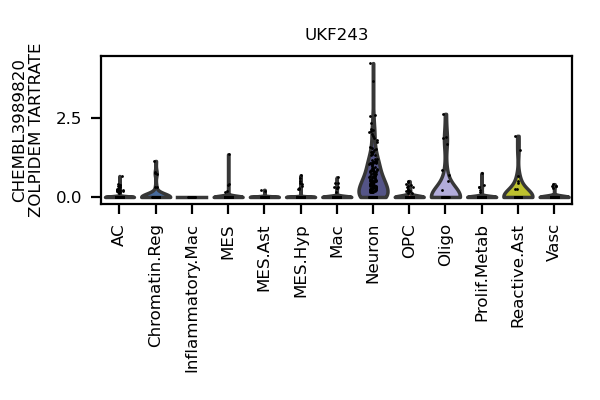 UKF243
CHEMBL3989820
ZOLPIDEM TARTRATE
2.5
0.0
AC
Chromatin.Reg
Inflammatory.Mac
MES
MES.Ast
MES.Hyp
Mac
Neuron
OPC
Oligo
Prolif.Metab
Reactive.Ast
Vasc